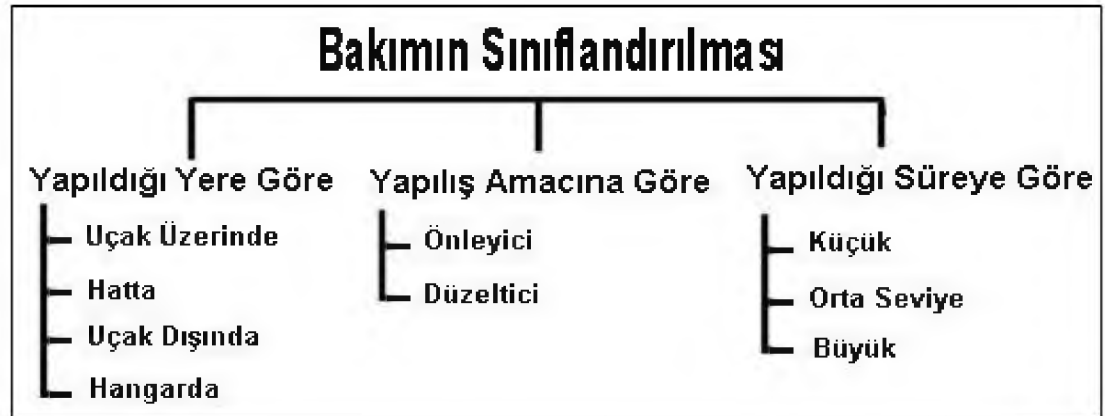 Bakımın Sınıflandırılması
Yapıldığı Yere Göre
Uçak Üzerinde
Hatta
Uçak Dışında
Hangarda
Yapılış Amacına Göre
Önleyici
Düzeltici
Yapıldığı Süreye Göre
Küçük
Orta Seviye
Büyük